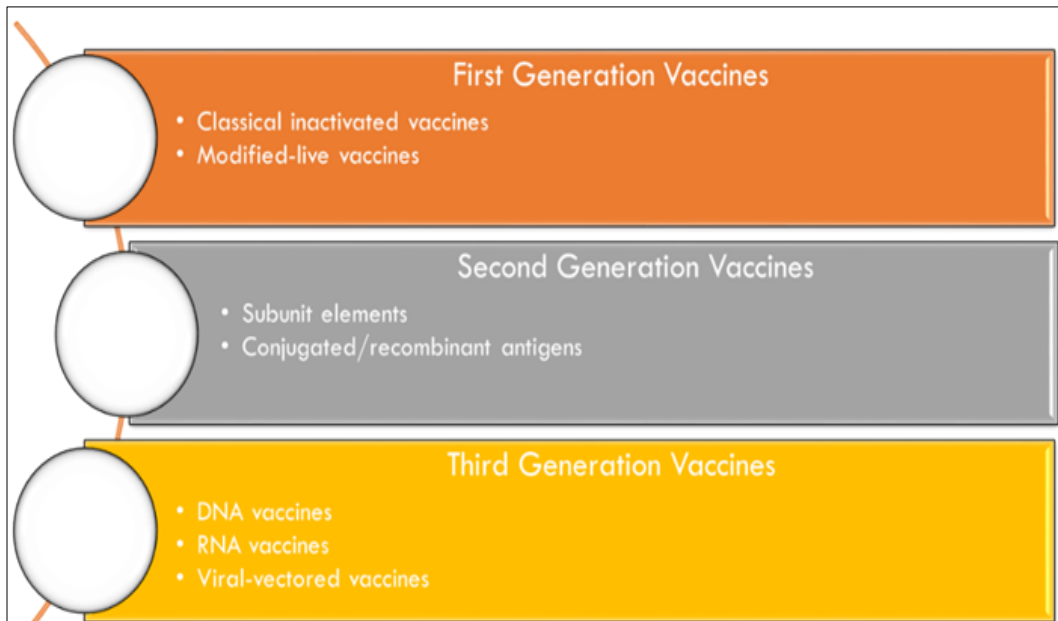 First Generation Vaccines
• Classical inactivated vaccines
• Modified-live vaccines
Second Generation Vaccines
• Subunit elements
• Conjugated/recombinant antigens
Third Generation Vaccines
• DNA vaccines
• RNA vaccines
• Viral-vectored vaccines